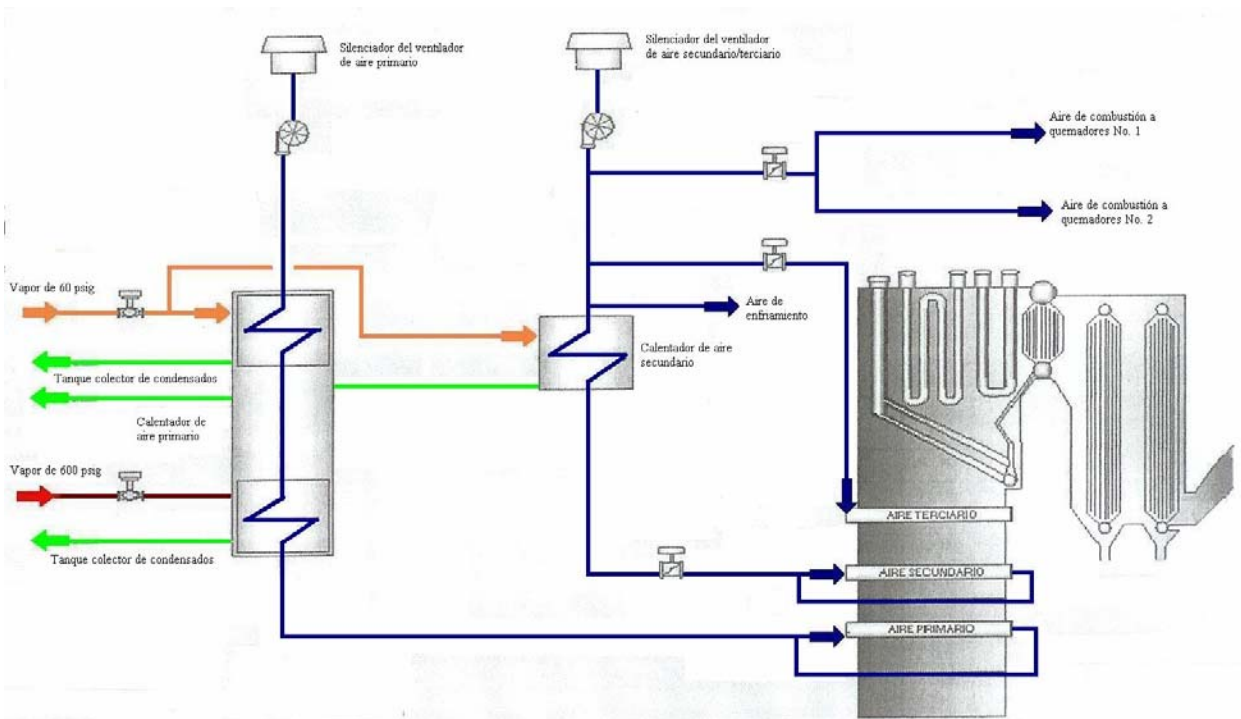 Silenciador del ventilador
de aire primario
Silenciador del ventilador
de aire secundario/terciario
Aire de combustión a
quemadores No. 1
Aire de combustión a
quemadores No. 2
Vapor de 60 psig
Aire de
enfriamiento
Calentador de aire
secundario
Tanque colector de condensados
Calentador de
aire primario
Vapor de 600 psig
Tanque colector de condensados
AIRE TERCIARIO
AIRE SECUNDARIO
AIRE PRIMARIO